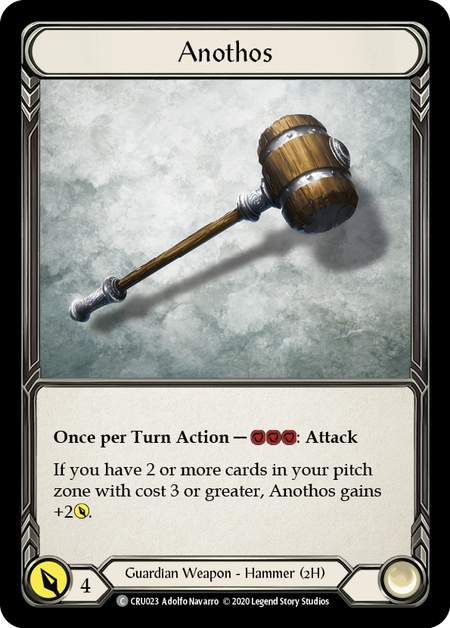 Anothos
Once per Turn Action — : Attack
If you have 2 or more cards in your pitch
zone with cost 3 or greater, Anothos gains
+2.
4
Guardian Weapon - Hammer (2H)
C CRU023 Adolfo Navarro © 2020 Legend Story Studios